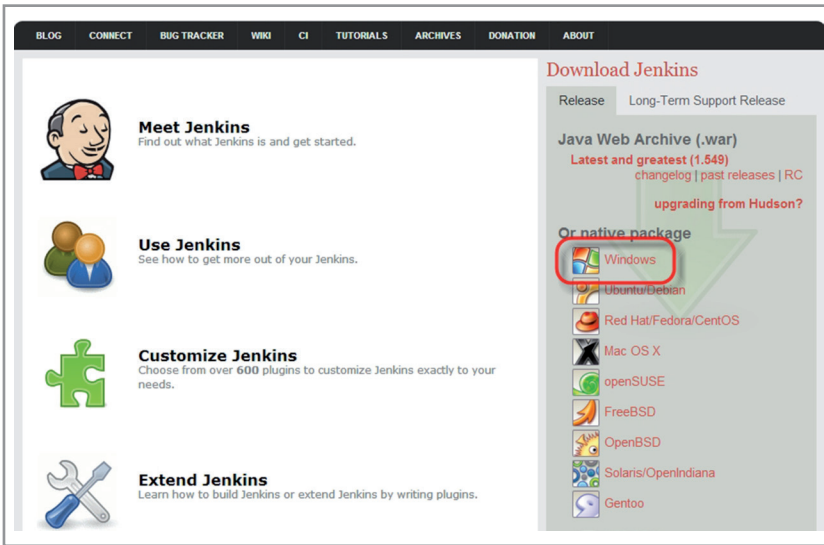 BLOG CONNECT BUG TRACKER WIKI CI TUTORIALS ARCHIVES DONATION ABOUT
Meet Jenkins
Find out what Jenkins is and get started.
Use Jenkins
See how to get more out of your Jenkins.
Customize Jenkins
Choose from over 600 plugins to customize Jenkins exactly to your
needs.
Extend Jenkins
Learn how to build Jenkins or extend Jenkins by writing plugins.
Download Jenkins
Release Long-Term Support Release
Java Web Archive (.war)
Latest and greatest (1.549)
changelog | past releases | RC
upgrading from Hudson?
Or native package
Windows
Ubuntu/Debian
Red Hat/Fedora/CentOS
Mac OS X
openSUSE
FreeBSD
OpenBSD
Solaris/OpenIndiana
Gentoo